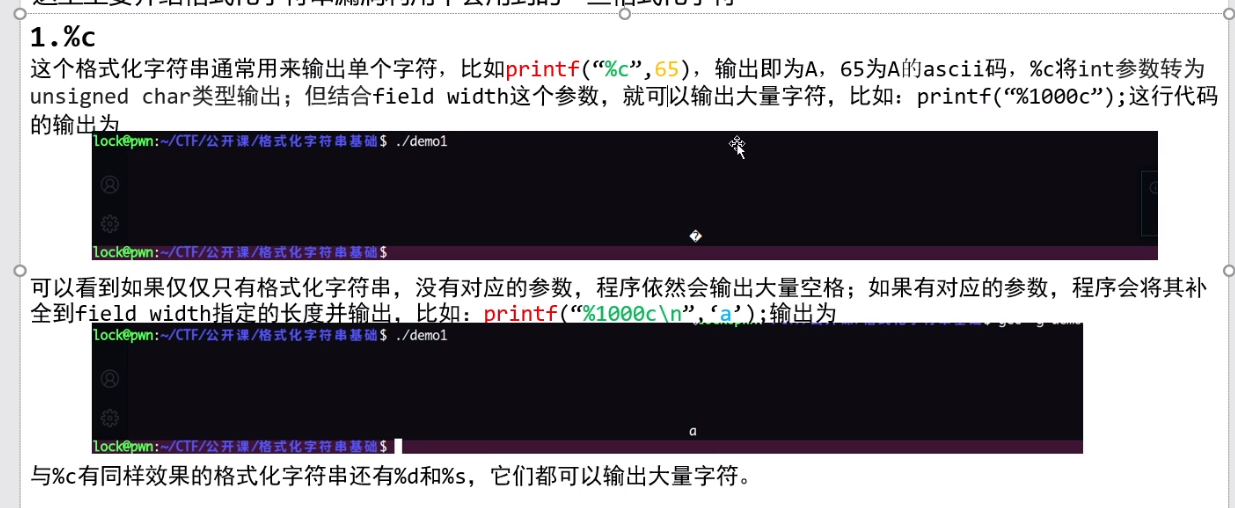 1.%c
这个格式化字符串通常用来输出单个字符，比如printf(“%c”,65)，输出即为A，65为A的ascii码，%c将int参数转为
unsigned char类型输出；但结合field width这个参数，就可以输出大量字符，比如：printf(“%1000c”);这行代码
的输出为
lock@pwn:~/CTF/公开课/格式化字符串基础$ ./demo1
�
lock@pwn:~/CTF/公开课/格式化字符串基础$
可以看到如果仅仅只有格式化字符串，没有对应的参数，程序依然会输出大量空格；如果有对应的参数，程序会将其补
全到field width指定的长度并输出，比如：printf(“%1000c\n”,‘a’);输出为
lock@pwn:~/CTF/公开课/格式化字符串基础$ ./demo1
a
lock@pwn:~/CTF/公开课/格式化字符串基础$
与%c有同样效果的格式化字符串还有%d和%s，它们都可以输出大量字符。